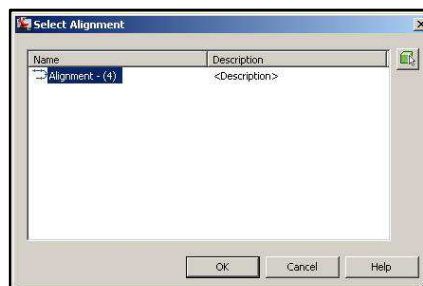 Select Alignment
Name Description
Alignment - (4) <Description>
OK Cancel Help